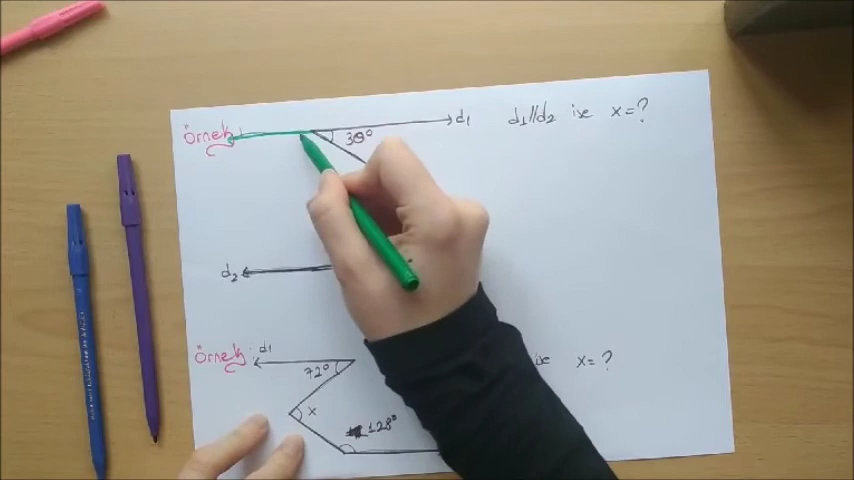 örnek d1 d1//d2 ise x=?
30°
d2
örnek d1 ise x=?
72°
x
128°